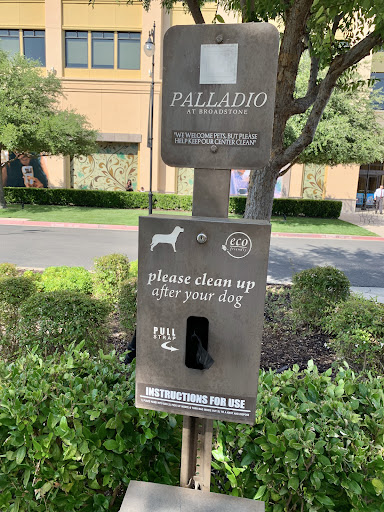 PALLADIO
AT BROADSTONE
"WE WELCOME PETS, BUT PLEASE
HELP KEEP OUR CENTER CLEAN"
eco
please clean up
after your dog
PULL
STRAP
INSTRUCTIONS FOR USE